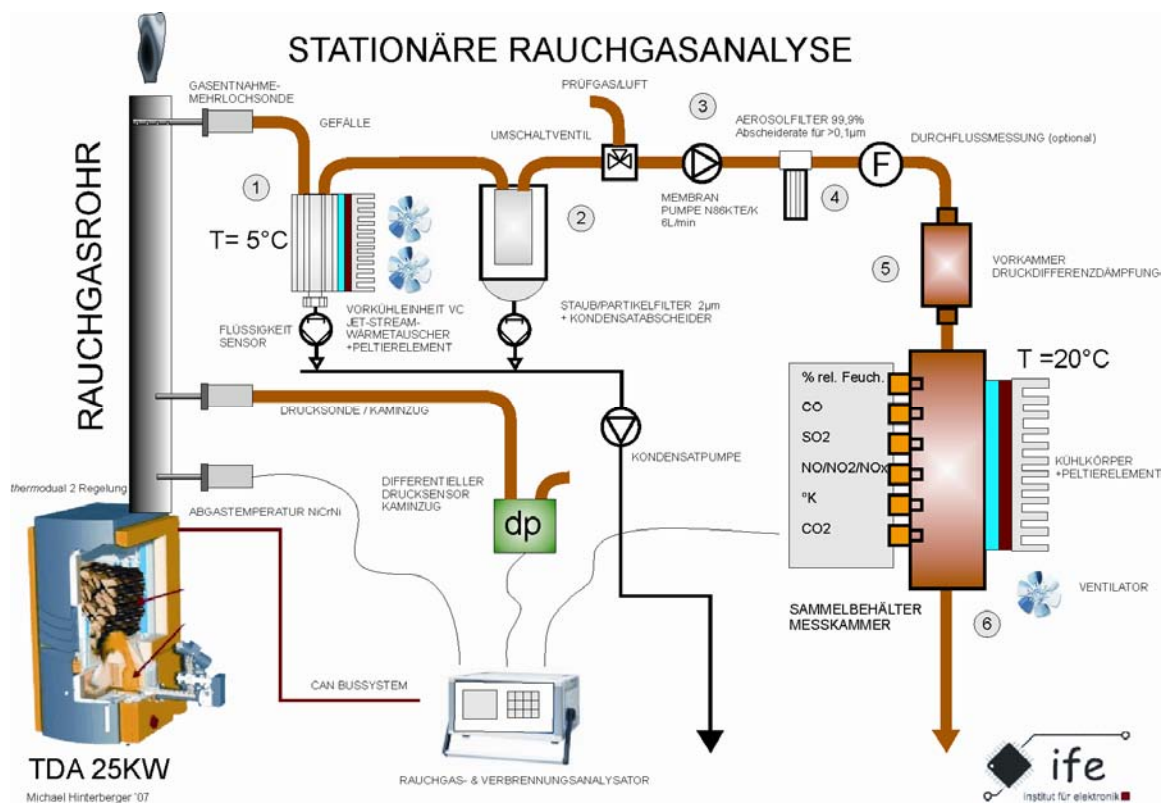 STATIONÄRE RAUCHGASANALYSE
GASENTNAHME-
MEHRLOCHSONDE
GEFÄLLE
PRÜFGAS/LUFT
UMSCHALTVENTIL
3
AEROSOLFILTER 99,9%
Abscheiderate für >0,1µm
DURCHFLUSSMESSUNG (optional)
RAUCHGASROHR
1
T= 5°C
2
MEMBRAN
PUMPE N86KTE/K
6L/min
4
F
5
VORKAMMER
DRUCKDIFFERENZDÄMPFUNG-
FLÜSSIGKEIT
SENSOR
VORKÜHLEINHEIT VC
JET-STREAM-
WÄRMETAUSCHER
+PELTIERELEMENT
STAUB/PARTIKELFILTER 2µm
+ KONDENSATABSCHEIDER
T =20°C
% rel. Feuch.
CO
SO2
NO/NO2/NOx
°K
CO2
DRUCKSONDE / KAMINZUG
KONDENSATPUMPE
KÜHLKÖRPER
+PELTIERELEMENT
thermodual 2 Regelung
ABGASTEMPERATUR NiCrNi
DIFFERENTIELLER
DRUCKSENSOR
KAMINZUG
dp
SAMMELBEHÄLTER
MESSKAMMER
6
VENTILATOR
CAN BUSSYSTEM
RAUCHGAS- & VERBRENNUNGSANALYSATOR
TDA 25KW
Michael Hinterberger '07
ife
institut für elektronik